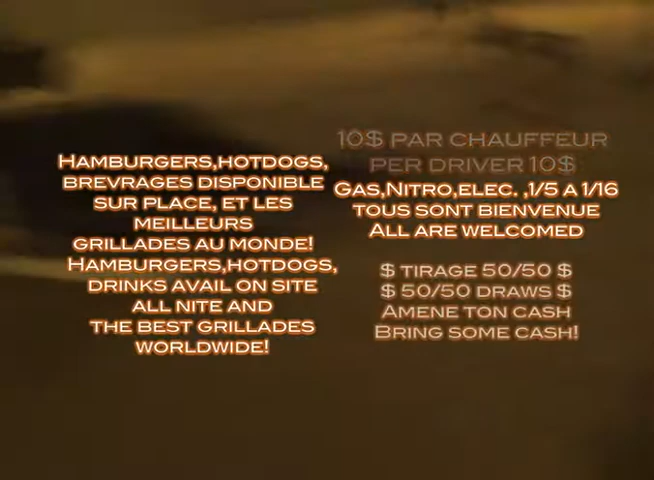 HAMBURGERS,HOTDOGS,
BREVRAGES DISPONIBLE
SUR PLACE, ET LES
MEILLEURS
GRILLADES AU MONDE!
HAMBURGERS,HOTDOGS,
DRINKS AVAIL ON SITE
ALL NITE AND
THE BEST GRILLADES
WORLDWIDE!
10$ PAR CHAUFFEUR
PER DRIVER 10$
GAS,NITRO,ELEC. ,1/5 A 1/16
TOUS SONT BIENVENUE
ALL ARE WELCOMED
$ TIRAGE 50/50 $
$ 50/50 DRAWS $
AMENE TON CASH
BRING SOME CASH!